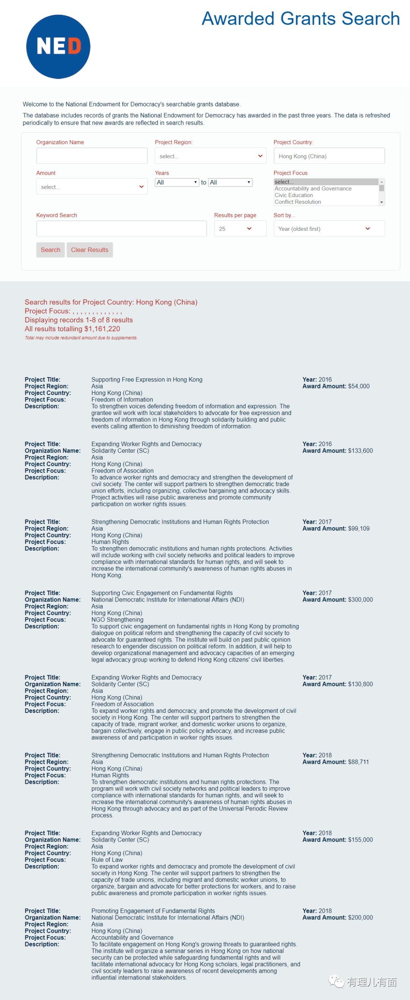 NED
Awarded Grants Search
Welcome to the National Endowment for Democracy's searchable grants database.
The database includes records of grants the National Endowment for Democracy has awarded in the past three years. The data is refreshed
periodically to ensure that new awards are reflected in search results.
Organization Name Project Region: Project Country:
select... Hong Kong (China)
Amount Years Project Focus
select... All to All select...
Accountability and Governance
Civic Education
Conflict Resolution
Keyword Search Results per page Sort by...
25 Year (oldest first)
Search Clear Results
Search results for Project Country: Hong Kong (China)
Project Focus: , , , , , , , , , , , , ,
Displaying records 1-8 of 8 results
All results totalling $1,161,220
Total may include redundant amount due to supplements.
Project Title: Supporting Free Expression in Hong Kong Year: 2016
Project Region: Asia Award Amount: $54,000
Project Country: Hong Kong (China)
Project Focus: Freedom of Information
Description: To strengthen voices defending freedom of information and expression. The
grantee will work with local stakeholders to advocate for free expression and
freedom of information in Hong Kong through solidarity building and public
events calling attention to diminishing freedom of information.
Project Title: Expanding Worker Rights and Democracy Year: 2016
Organization Name: Solidarity Center (SC) Award Amount: $133,600
Project Region: Asia
Project Country: Hong Kong (China)
Project Focus: Freedom of Association
Description: To advance worker rights and democracy and strengthen the development of
civil society. The center will support partners to strengthen democratic trade
union efforts, including organizing, collective bargaining and advocacy skills.
Project activities will raise public awareness and promote community
participation on worker rights issues.
Project Title: Strengthening Democratic Institutions and Human Rights Protection Year: 2017
Project Region: Asia Award Amount: $99,109
Project Country: Hong Kong (China)
Project Focus: Human Rights
Description: To strengthen democratic institutions and human rights protections. Activities
will include working with civil society networks and political leaders to improve
compliance with international standards for human rights, and will seek to
increase the international community's awareness of human rights abuses in
Hong Kong.
Project Title: Supporting Civic Engagement on Fundamental Rights Year: 2017
Organization Name: National Democratic Institute for International Affairs (NDI) Award Amount: $300,000
Project Region: Asia
Project Country: Hong Kong (China)
Project Focus: NGO Strengthening
Description: To support civic engagement on fundamental rights in Hong Kong by promoting
dialogue on political reform and strengthening the capacity of civil society to
advocate for guaranteed rights. The institute will build on past public opinion
research to engender discussion on political reform. In addition, it will help to
develop organizational management and advocacy capacities of an emerging
legal advocacy group working to defend Hong Kong citizens' civil liberties.
Project Title: Expanding Worker Rights and Democracy Year: 2017
Organization Name: Solidarity Center (SC) Award Amount: $130,800
Project Region: Asia
Project Country: Hong Kong (China)
Project Focus: Freedom of Association
Description: To expand worker rights and democracy, and promote the development of civil
society in Hong Kong. The center will support partners to strengthen the
capacity of trade, migrant worker, and domestic worker unions to organize,
bargain collectively, engage in public policy advocacy, and increase public
awareness of and participation in worker rights issues.
Project Title: Strengthening Democratic Institutions and Human Rights Protection Year: 2018
Project Region: Asia Award Amount: $88,711
Project Country: Hong Kong (China)
Project Focus: Human Rights
Description: To strengthen democratic institutions and human rights protections. The
program will work with civil society networks and political leaders to improve
compliance with international standards for human rights, and will seek to
increase the international community's awareness of human rights abuses in
Hong Kong through advocacy and as part of the Universal Periodic Review
process.
Project Title: Expanding Worker Rights and Democracy Year: 2018
Organization Name: Solidarity Center (SC) Award Amount: $155,000
Project Region: Asia
Project Country: Hong Kong (China)
Project Focus: Rule of Law
Description: To expand worker rights and democracy and promote the development of civil
society in Hong Kong. The center will support partners to strengthen the
capacity of trade unions, including migrant and domestic worker unions, to
organize, bargain and advocate for better protections for workers, and to raise
public awareness and promote participation in worker rights issues.
Project Title: Promoting Engagement of Fundamental Rights Year: 2018
Organization Name: National Democratic Institute for International Affairs (NDI) Award Amount: $200,000
Project Region: Asia
Project Country: Hong Kong (China)
Project Focus: Accountability and Governance
Description: To facilitate engagement on Hong Kong's growing threats to guaranteed rights.
The institute will organize a seminar series in Hong Kong on how national
security can be protected while safeguarding fundamental rights and will
facilitate international advocacy for Hong Kong scholars, legal practitioners, and
civil society leaders to raise awareness of recent developments among
influential international stakeholders.
有理儿有面